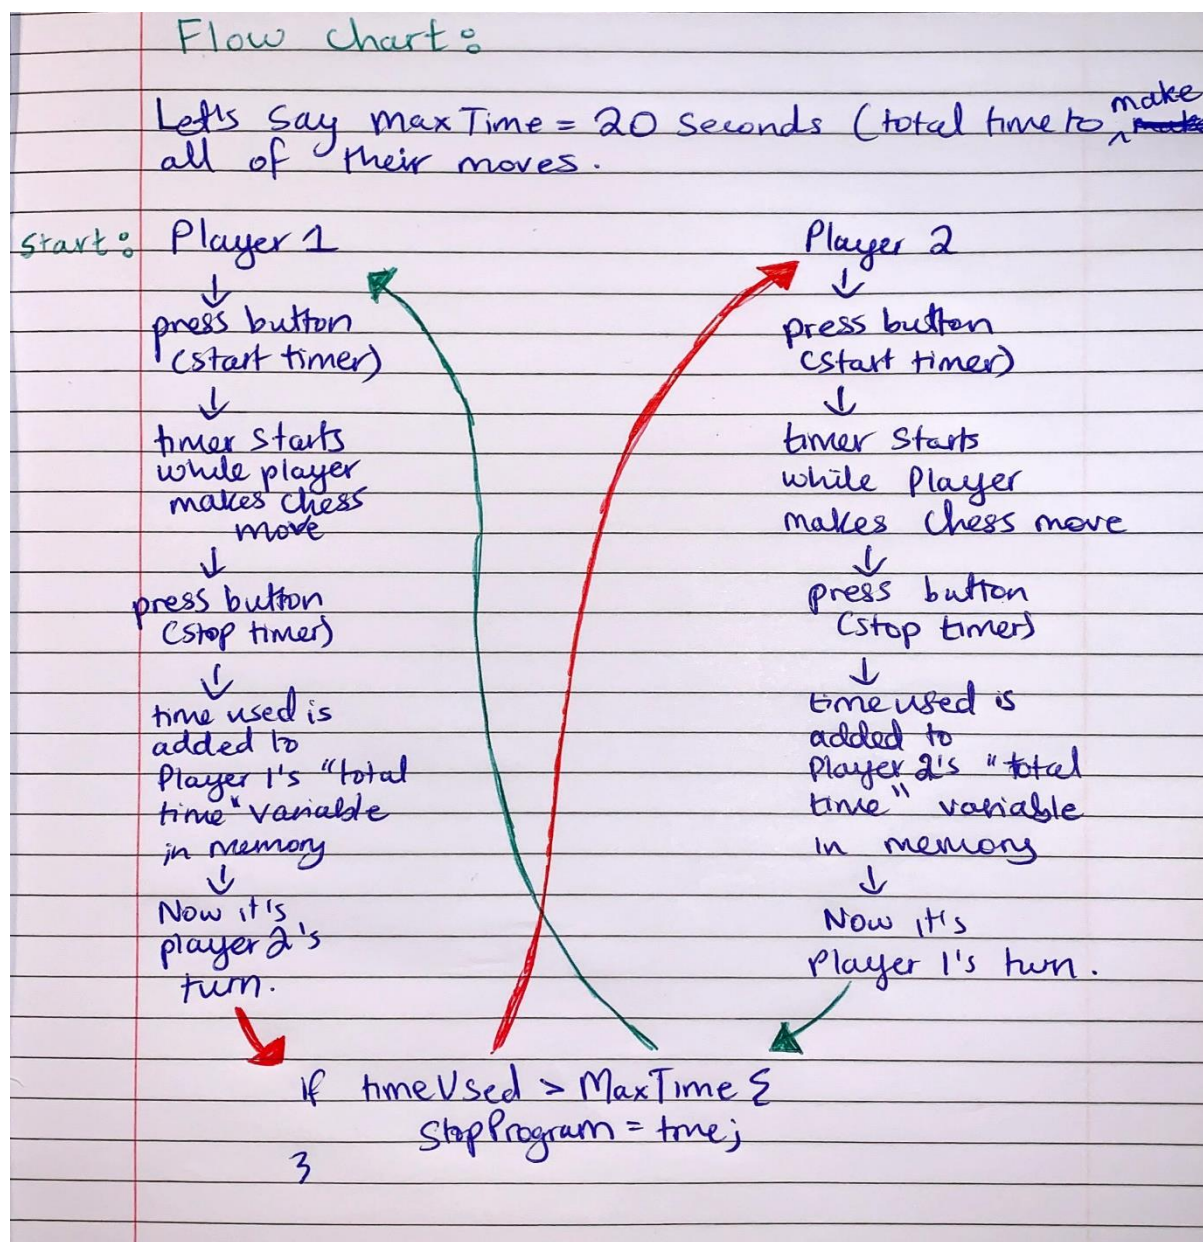 Flow chart:
Let's say maxTime = 20 seconds (total time to make
all of their moves.
Start: Player 1
↓
press button
(start timer)
↓
timer starts
while player
makes chess
move
↓
press button
(stop timer)
↓
time used is
added to
Player 1's "total
time" variable
in memory
↓
Now it's
player 2's
turn.
Player 2
↓
press button
(start timer)
↓
timer starts
while player
makes chess move
↓
press button
(stop timer)
↓
time used is
added to
Player 2's "total
time" variable
in memory
↓
Now it's
Player 1's turn.
if timeUsed > MaxTime {
stopProgram = true;
}